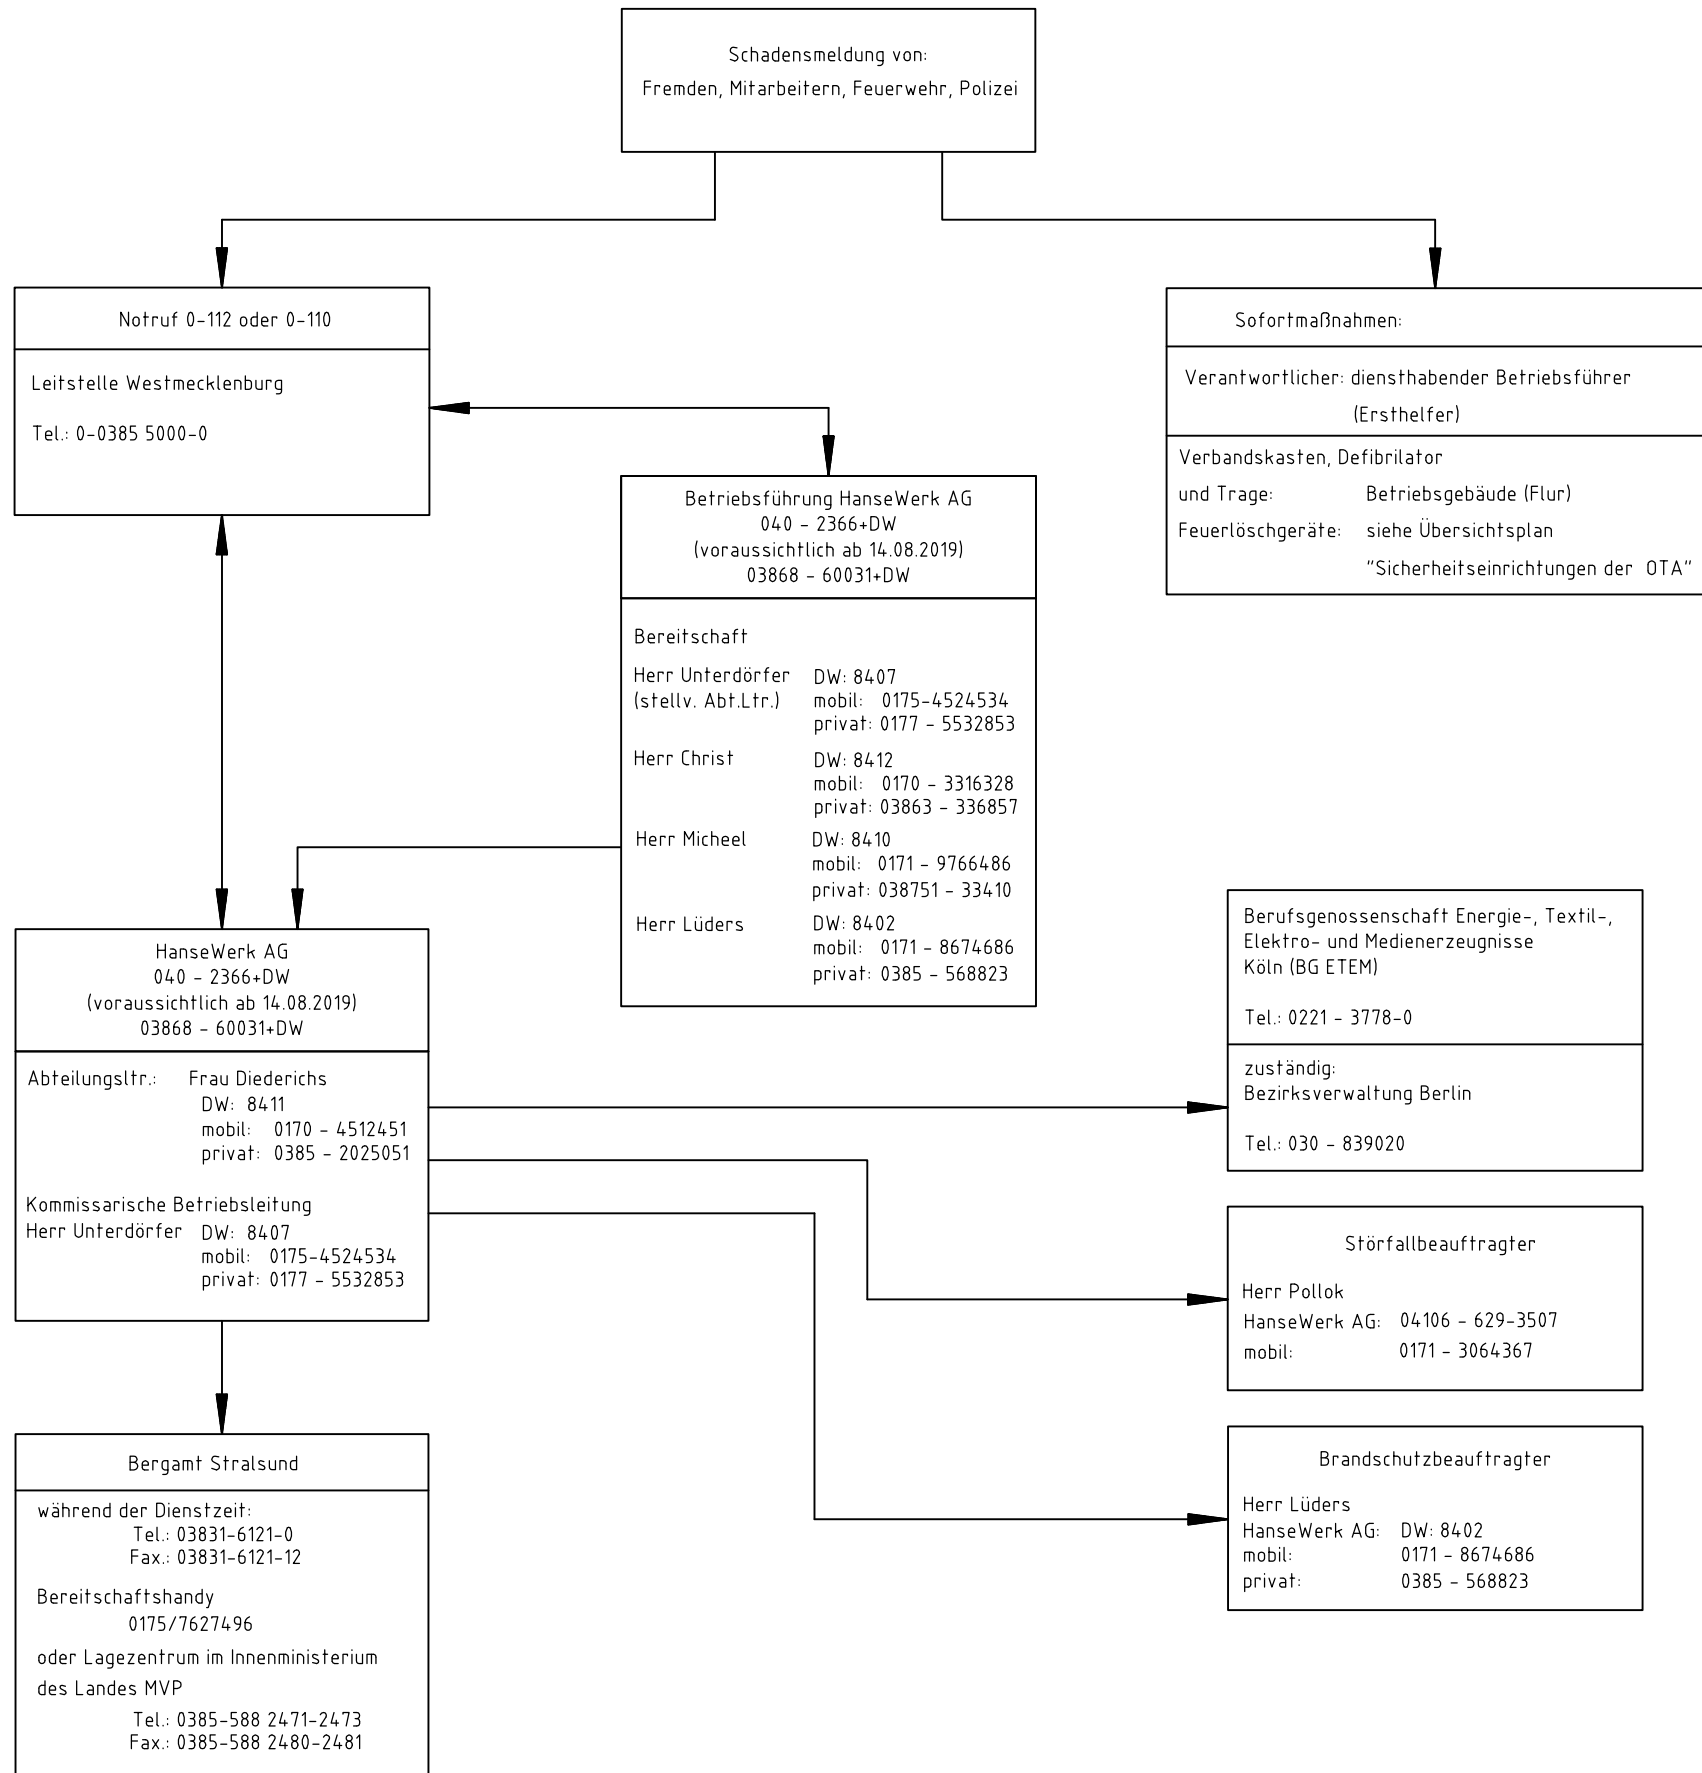 Schadensmeldung von:
Fremden, Mitarbeitern, Feuerwehr, Polizei
Notruf 0-112 oder 0-110
Leitstelle Westmecklenburg
Tel.: 0-0385 5000-0
Sofortmaßnahmen:
Verantwortlicher: diensthabender Betriebsführer
(Ersthelfer)
Verbandskasten, Defibrilator
und Trage: Betriebsgebäude (Flur)
Feuerlöschgeräte: siehe Übersichtsplan
"Sicherheitseinrichtungen der OTA"
Betriebsführung HanseWerk AG
040 - 2366+DW
(voraussichtlich ab 14.08.2019)
03868 - 60031+DW
Bereitschaft
Herr Unterdörfer DW: 8407
(stellv. Abt.Ltr.) mobil: 0175-4524534
privat: 0177 - 5532853
Herr Christ DW: 8412
mobil: 0170 - 3316328
privat: 03863 - 336857
Herr Micheel DW: 8410
mobil: 0171 - 9766486
privat: 038751 - 33410
Herr Lüders DW: 8402
mobil: 0171 - 8674686
privat: 0385 - 568823
HanseWerk AG
040 - 2366+DW
(voraussichtlich ab 14.08.2019)
03868 - 60031+DW
Abteilungsltr.: Frau Diederichs
DW: 8411
mobil: 0170 - 4512451
privat: 0385 - 2025051
Kommissarische Betriebsleitung
Herr Unterdörfer DW: 8407
mobil: 0175-4524534
privat: 0177 - 5532853
Berufsgenossenschaft Energie-, Textil-,
Elektro- und Medienerzeugnisse
Köln (BG ETEM)
Tel.: 0221 - 3778-0
zuständig:
Bezirksverwaltung Berlin
Tel.: 030 - 839020
Störfallbeauftragter
Herr Pollok
HanseWerk AG: 04106 - 629-3507
mobil: 0171 - 3064367
Brandschutzbeauftragter
Herr Lüders
HanseWerk AG: DW: 8402
mobil: 0171 - 8674686
privat: 0385 - 568823
Bergamt Stralsund
während der Dienstzeit:
Tel.: 03831-6121-0
Fax.: 03831-6121-12
Bereitschaftshandy
0175/7627496
oder Lagezentrum im Innenministerium
des Landes MVP
Tel.: 0385-588 2471-2473
Fax.: 0385-588 2480-2481